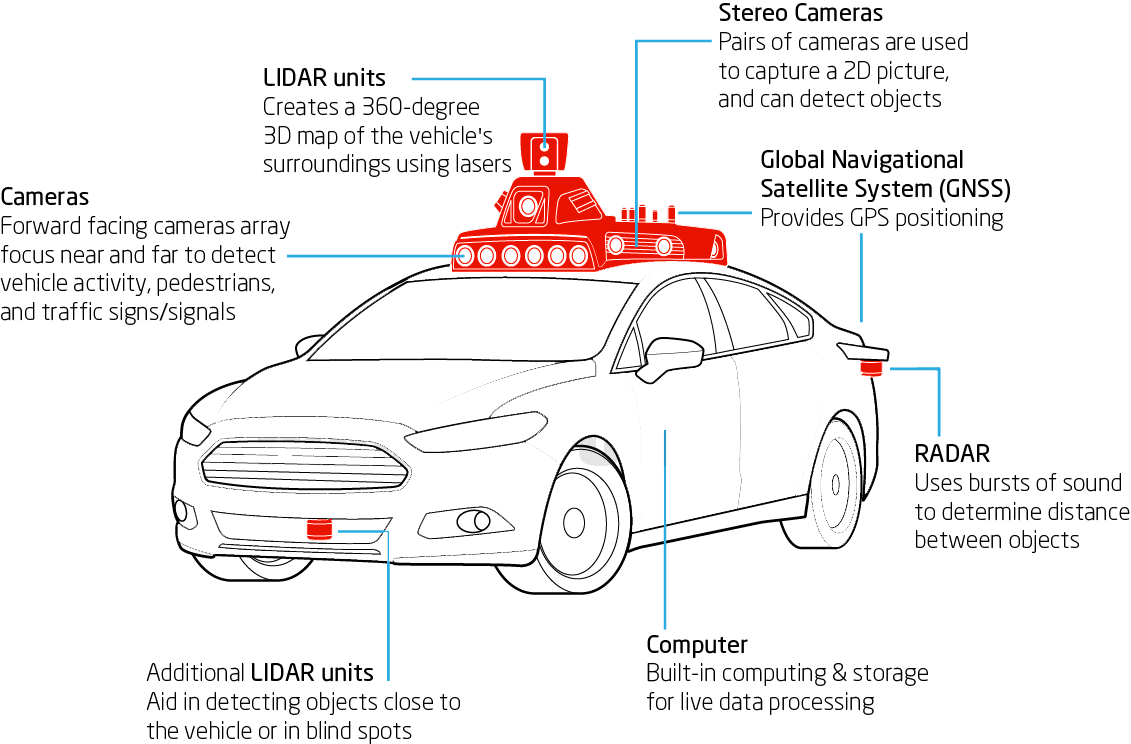 Stereo Cameras
Pairs of cameras are used
to capture a 2D picture,
and can detect objects
LIDAR units
Creates a 360-degree
3D map of the vehicle's
surroundings using lasers
Global Navigational
Satellite System (GNSS)
Provides GPS positioning
Cameras
Forward facing cameras array
focus near and far to detect
vehicle activity, pedestrians,
and traffic signs/signals
RADAR
Uses bursts of sound
to determine distance
between objects
Computer
Built-in computing & storage
for live data processing
Additional LIDAR units
Aid in detecting objects close to
the vehicle or in blind spots